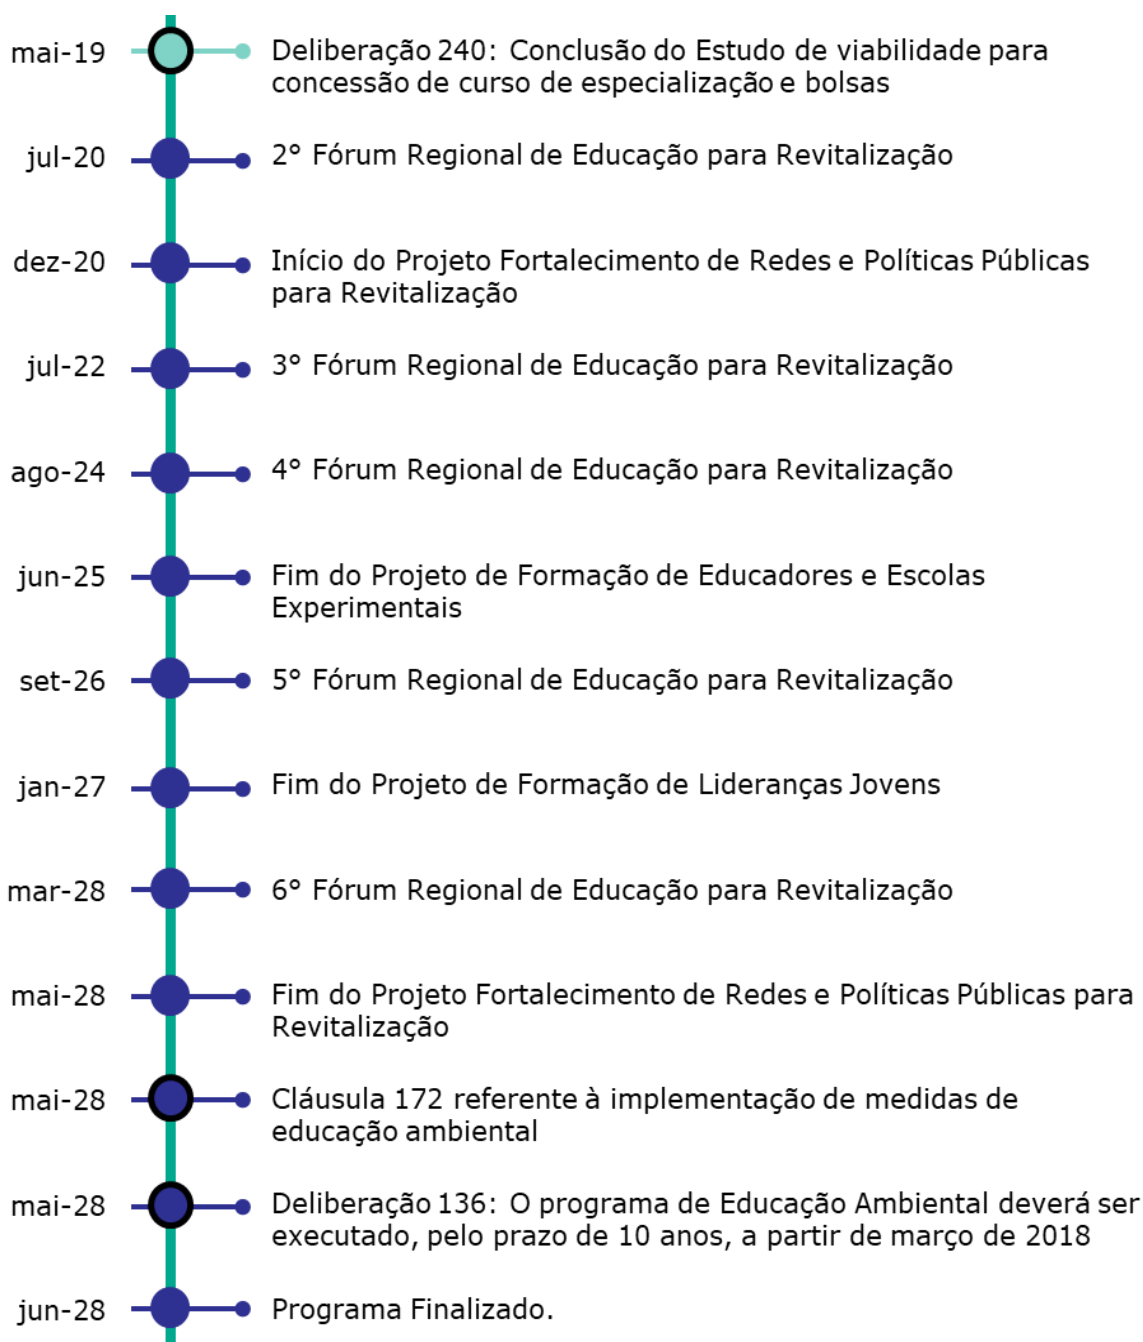 mai-19
Deliberação 240: Conclusão do Estudo de viabilidade para
concessão de curso de especialização e bolsas
jul-20
2° Fórum Regional de Educação para Revitalização
dez-20
Início do Projeto Fortalecimento de Redes e Políticas Públicas
para Revitalização
jul-22
3° Fórum Regional de Educação para Revitalização
ago-24
4° Fórum Regional de Educação para Revitalização
jun-25
Fim do Projeto de Formação de Educadores e Escolas
Experimentais
set-26
5° Fórum Regional de Educação para Revitalização
jan-27
Fim do Projeto de Formação de Lideranças Jovens
mar-28
6° Fórum Regional de Educação para Revitalização
mai-28
Fim do Projeto Fortalecimento de Redes e Políticas Públicas para
Revitalização
mai-28
Cláusula 172 referente à implementação de medidas de
educação ambiental
mai-28
Deliberação 136: O programa de Educação Ambiental deverá ser
executado, pelo prazo de 10 anos, a partir de março de 2018
jun-28
Programa Finalizado.